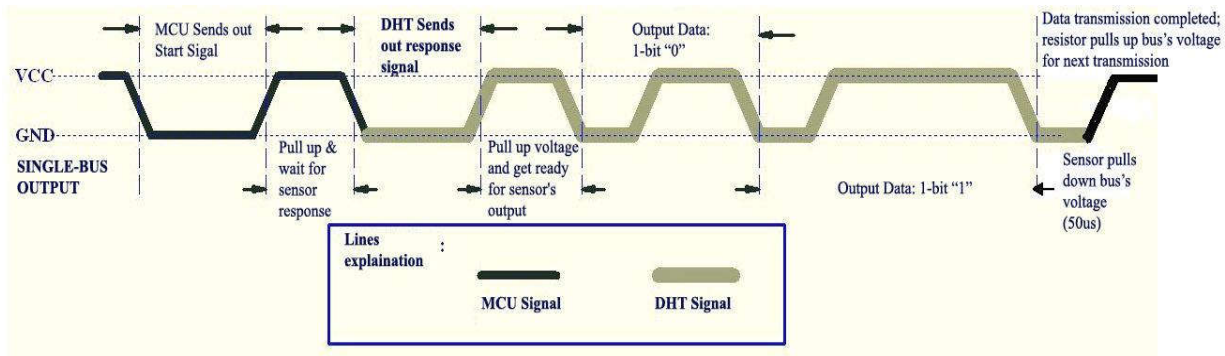 MCU Sends out
Start Sigal
DHT Sends
out response
signal
Output Data:
1-bit “0”
Data transmission completed;
resistor pulls up bus’s voltage
for next transmission
VCC
GND
SINGLE-BUS
OUTPUT
Pull up &
wait for
sensor
response
Pull up voltage
and get ready
for sensor's
output
Output Data: 1-bit “1”
Sensor pulls
down bus’s
voltage
(50us)
Lines
explaination :
MCU Signal
DHT Signal